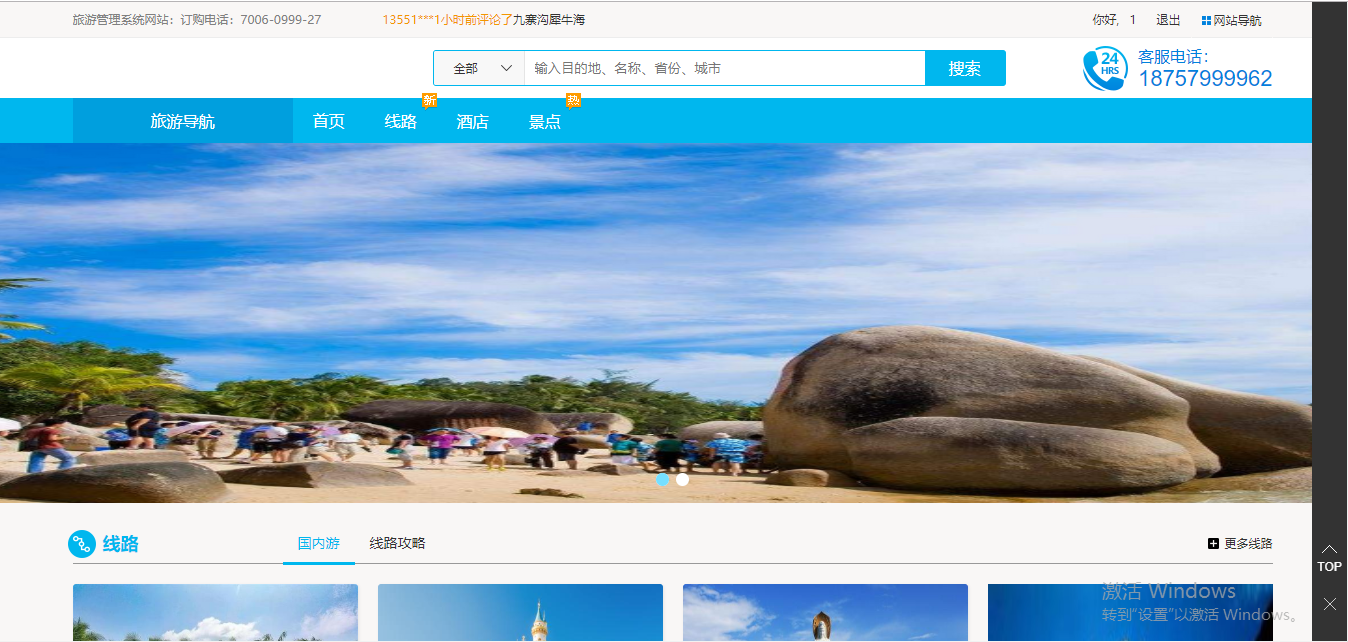 旅游管理系统网站：订购电话：7006-0999-27 13551***1小时前评论了九寨沟犀牛海 你好, 1 退出 网站导航
全部 输入目的地、名称、省份、城市 搜索 24 HRS 客服电话：
18757999962
新 热
旅游导航 首页 线路 酒店 景点
线路 国内游 线路攻略 更多线路
TOP
激活 Windows
转到"设置"以激活 Windows。